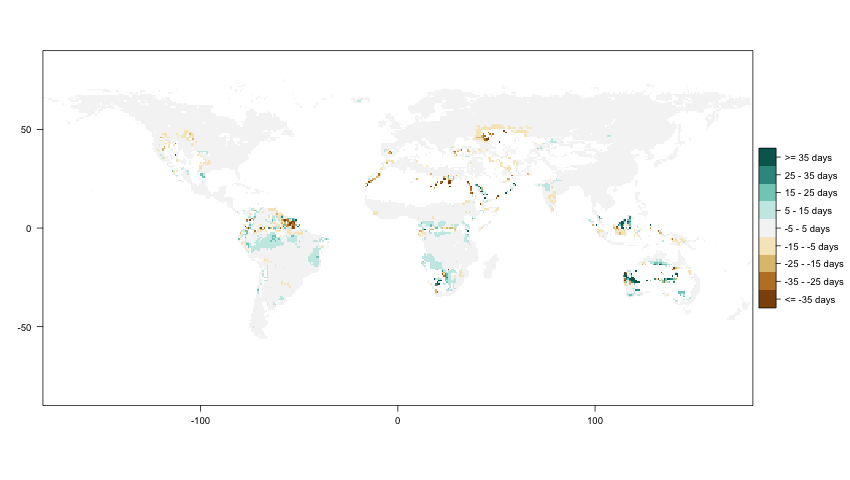 50
0
-50
-100
0
100
>= 35 days
25 - 35 days
15 - 25 days
5 - 15 days
-5 - 5 days
-15 - -5 days
-25 - -15 days
-35 - -25 days
<= -35 days